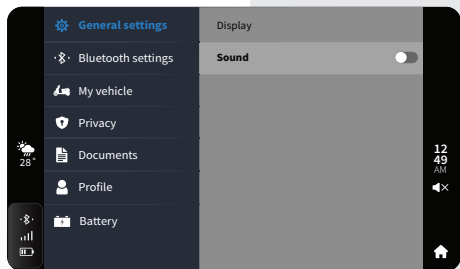 General settings
Bluetooth settings
My vehicle
Privacy
Documents
Profile
Battery
Display
Sound
28°
12
49
AM